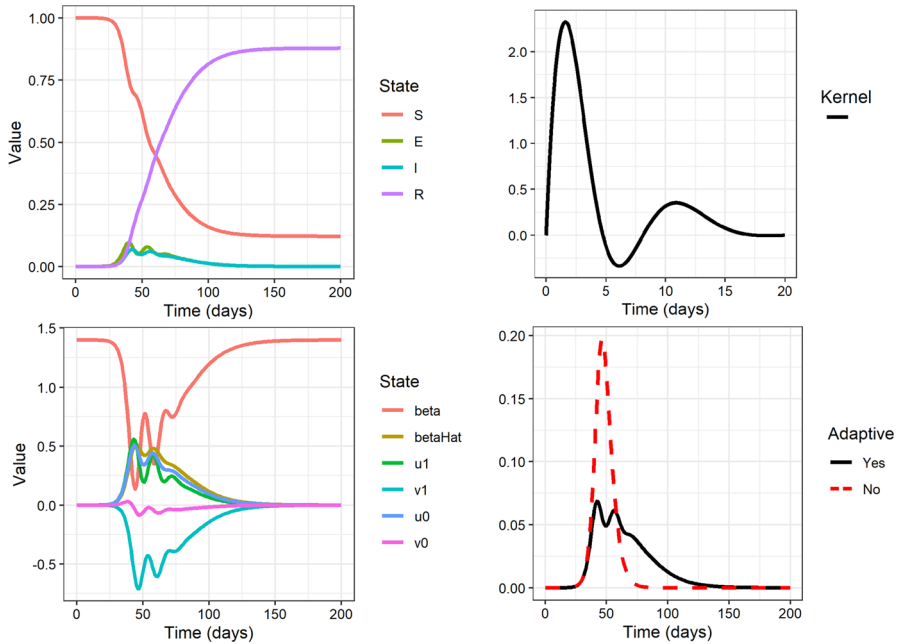 1.00
0.75
0.50
0.25
0.00
Value
0
50
100
150
200
Time (days)
State
S
E
I
R
2.0
1.5
1.0
0.5
0.0
0
5
10
15
20
Time (days)
Kernel
1.5
1.0
0.5
0.0
-0.5
Value
0
50
100
150
200
Time (days)
State
beta
betaHat
u1
v1
u0
v0
0.20
0.15
0.10
0.05
0.00
0
50
100
150
200
Time (days)
Adaptive
Yes
No